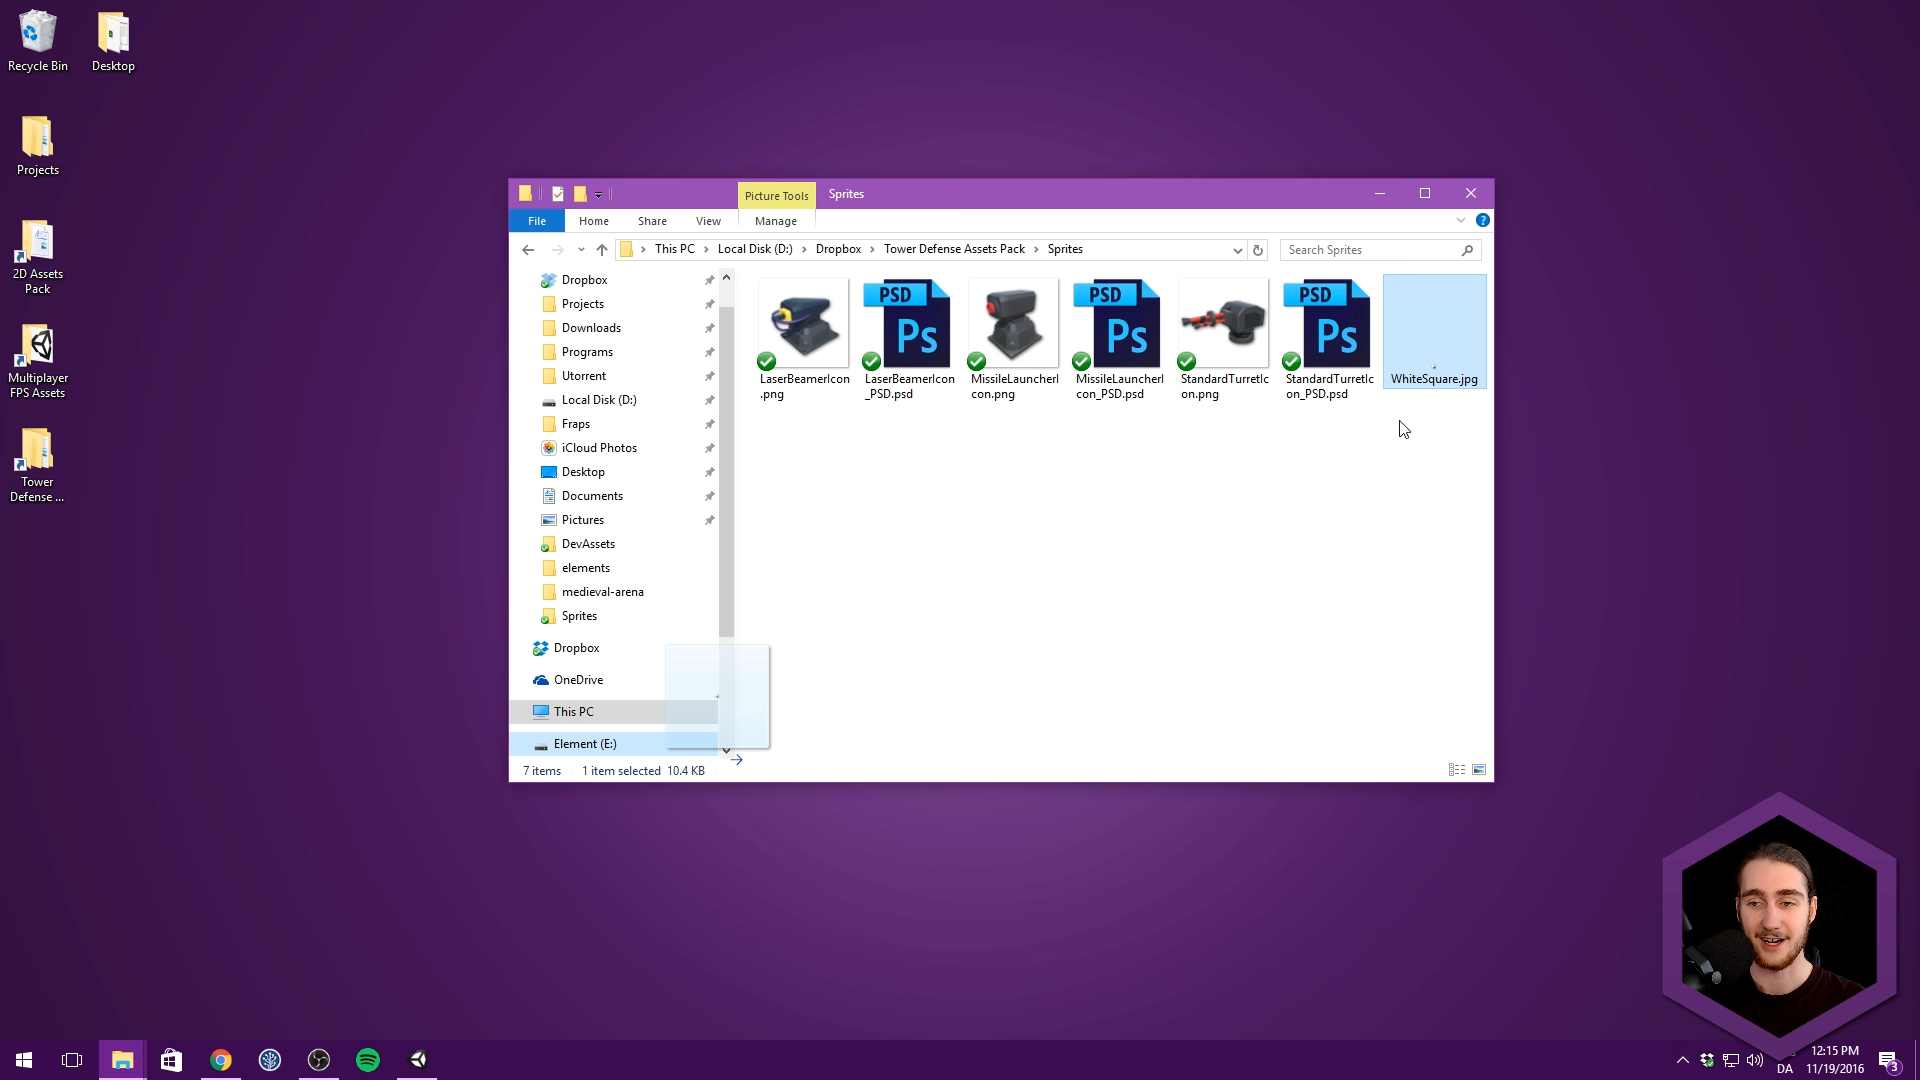 Recycle Bin
Desktop
Projects
2D Assets
Pack
Multiplayer
FPS Assets
Tower
Defense ...
Picture Tools
Sprites
File
Home
Share
View
Manage
?
This PC
Local Disk (D:)
Dropbox
Tower Defense Assets Pack
Sprites
Search Sprites
Dropbox
Projects
Downloads
Programs
Utorrent
Local Disk (D:)
Fraps
iCloud Photos
Desktop
Documents
Pictures
DevAssets
elements
medieval-arena
Sprites
Dropbox
OneDrive
This PC
Element (E:)
LaserBeamerIcon
.png
PSD
Ps
LaserBeamerIcon
_PSD.psd
MissileLauncherI
con.png
PSD
Ps
MissileLauncherI
con_PSD.psd
StandardTurretIc
on.png
PSD
Ps
StandardTurretIc
on_PSD.psd
WhiteSquare.jpg
7 items
1 item selected 10.4 KB
DA
12:15 PM
11/19/2016
3